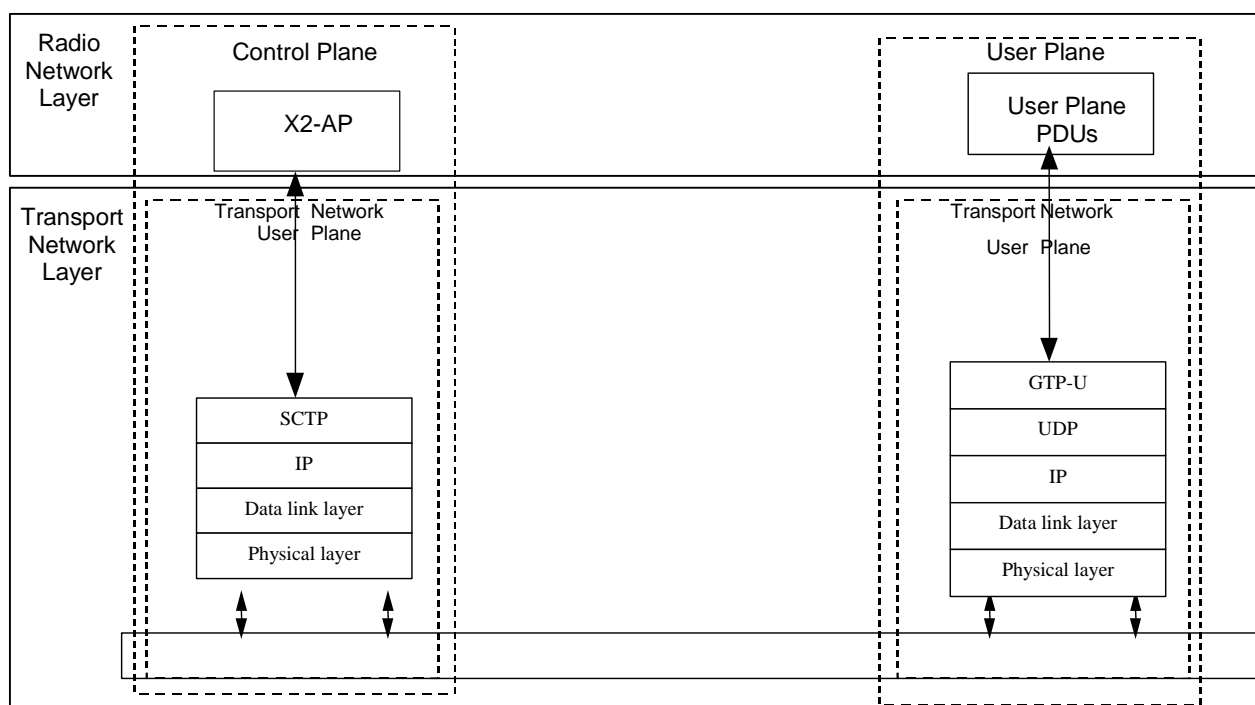 Radio
Network
Layer
Control Plane
X2-AP
User Plane
User Plane
PDUs
Transport
Network
Layer
Transport Network
User Plane
SCTP
IP
Data link layer
Physical layer
Transport Network
User Plane
GTP-U
UDP
IP
Data link layer
Physical layer